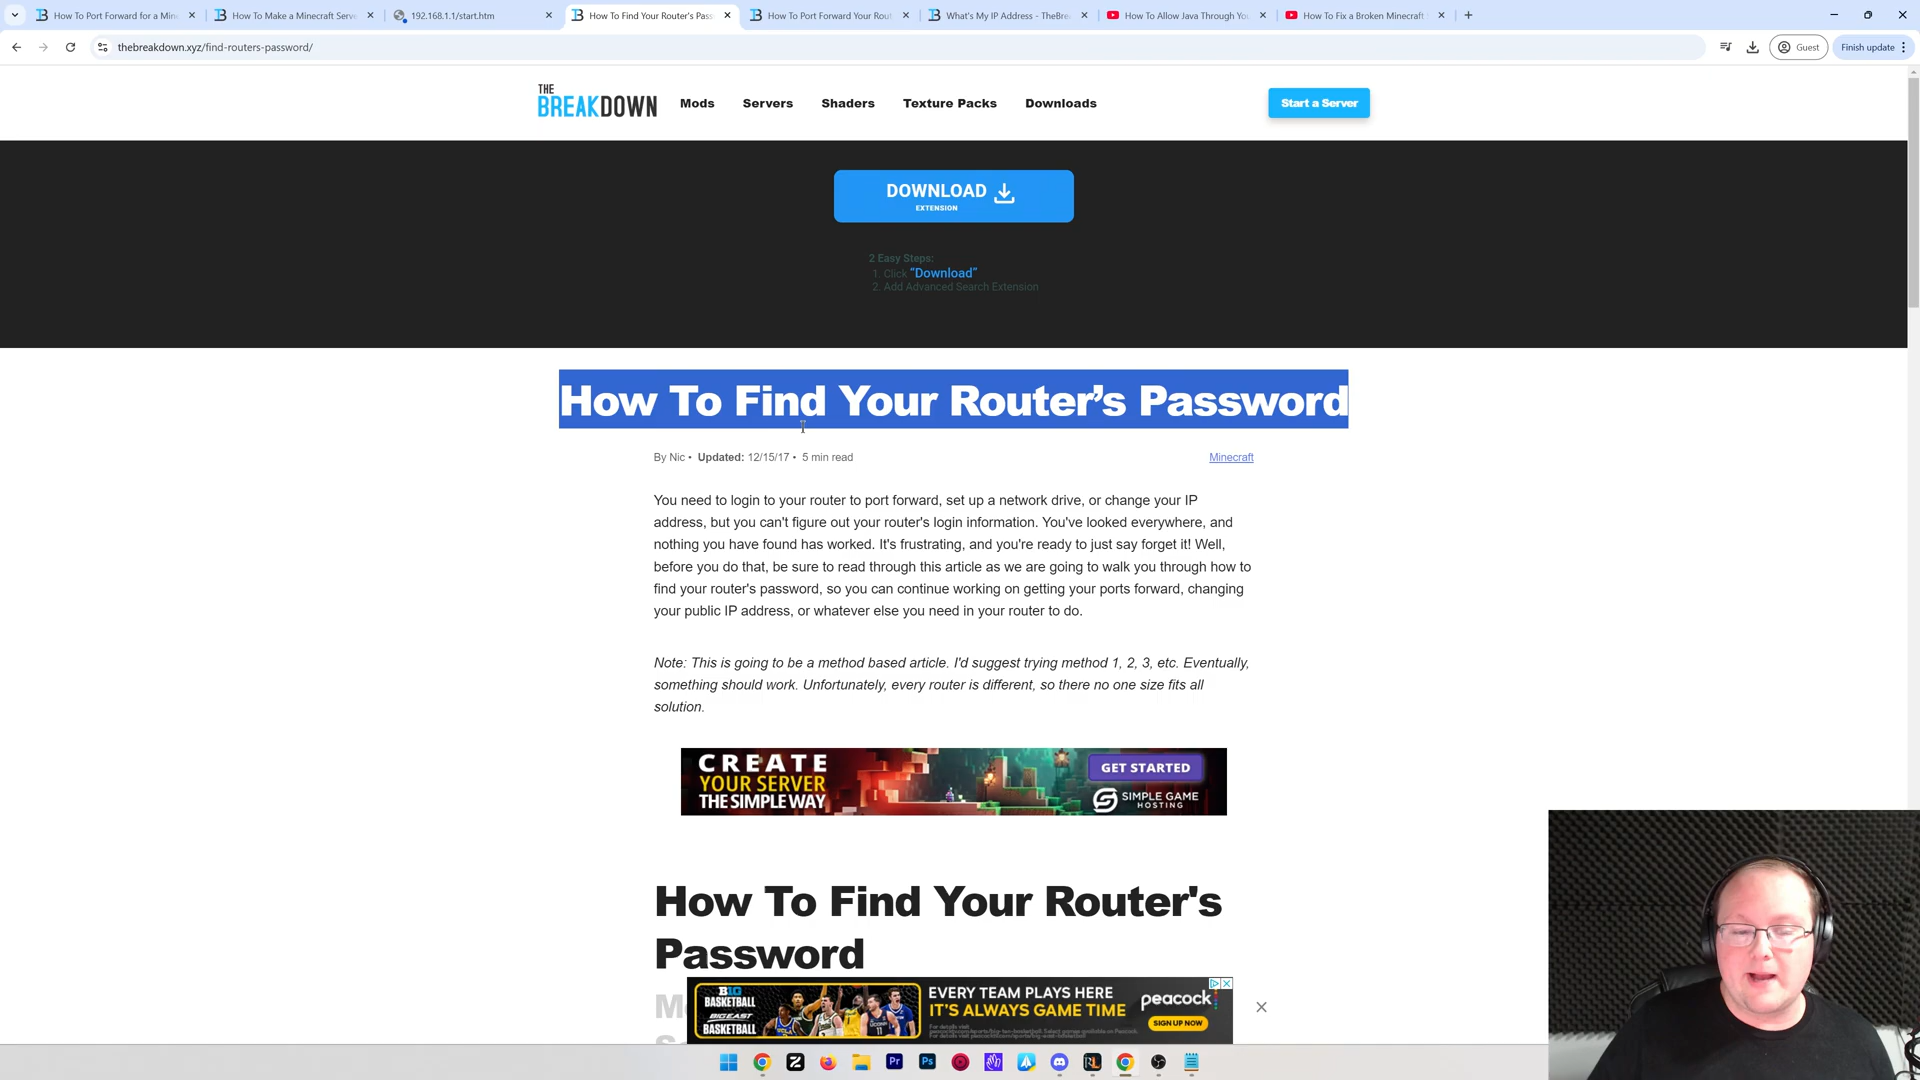 How To Port Forward for a Mine
How To Make a Minecraft Serve
192.168.1.1/start.htm
How To Find Your Router's Pass
How To Port Forward Your Rout
What's My IP Address - TheBre
How To Allow Java Through You
How To Fix a Broken Minecraft
thebreakdown.xyz/find-routers-password/
Guest
Finish update
THE
BREAKDOWN
Mods
Servers
Shaders
Texture Packs
Downloads
Start a Server
DOWNLOAD
EXTENSION
2 Easy Steps:
1. Click "Download"
2. Add Advanced Search Extension
How To Find Your Router’s Password
By Nic • Updated: 12/15/17 • 5 min read
Minecraft
You need to login to your router to port forward, set up a network drive, or change your IP
address, but you can't figure out your router's login information. You've looked everywhere, and
nothing you have found has worked. It's frustrating, and you're ready to just say forget it! Well,
before you do that, be sure to read through this article as we are going to walk you through how to
find your router's password, so you can continue working on getting your ports forward, changing
your public IP address, or whatever else you need in your router to do.
Note: This is going to be a method based article. I'd suggest trying method 1, 2, 3, etc. Eventually,
something should work. Unfortunately, every router is different, so there no one size fits all
solution.
CREATE
YOUR SERVER
THE SIMPLE WAY
GET STARTED
SIMPLE GAME
HOSTING
How To Find Your Router's
Password
B1G
BASKETBALL
BIG EAST
BASKETBALL
EVERY TEAM PLAYS HERE
IT'S ALWAYS GAME TIME
peacock
SIGN UP NOW